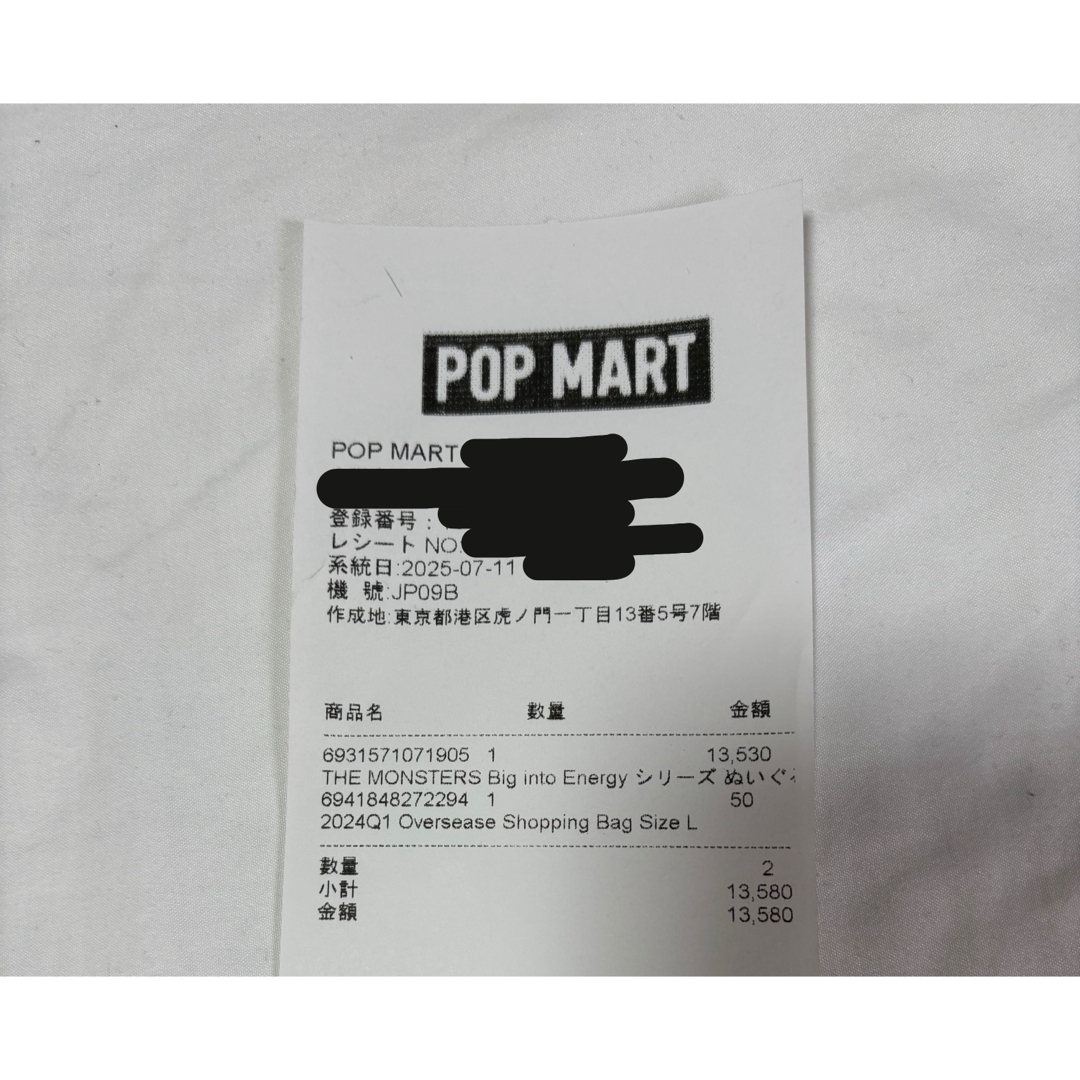 POP MART
POP MART
登録番号:
レシート NO.
系統日:2025-07-11
機 號:JP09B
作成地:東京都港区虎ノ門一丁目13番5号7階
商品名 数量 金額
6931571071905 1 13,530
THE MONSTERS Big into Energy シリーズ ぬいぐ
6941848272294 1 50
2024Q1 Oversease Shopping Bag Size L
数量 2
小計 13,580
金額 13,580